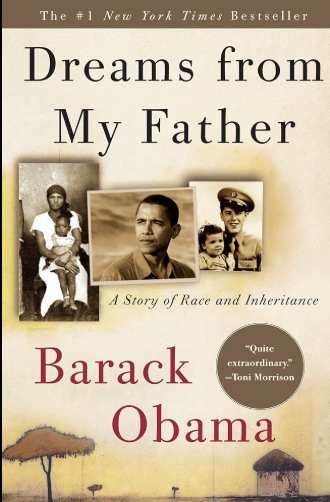 The #1 New York Times Bestseller
Dreams from
My Father
A Story of Race and Inheritance
Barack
Obama
“Quite
extraordinary.”
—Toni Morrison